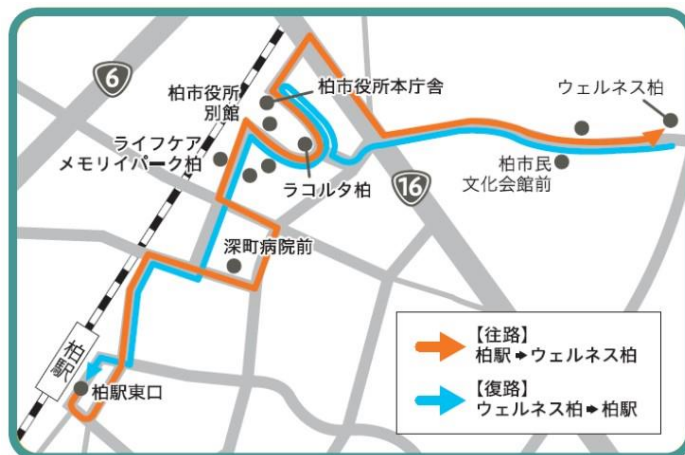 6
柏市役所本庁舎
柏市役所
別館
ウェルネス柏
ライフケア
メモリイパーク柏
ラコルタ柏
16
柏市民
文化会館前
深町病院前
柏駅
柏駅東口
【往路】
柏駅➡ウェルネス柏
【復路】
ウェルネス柏➡柏駅